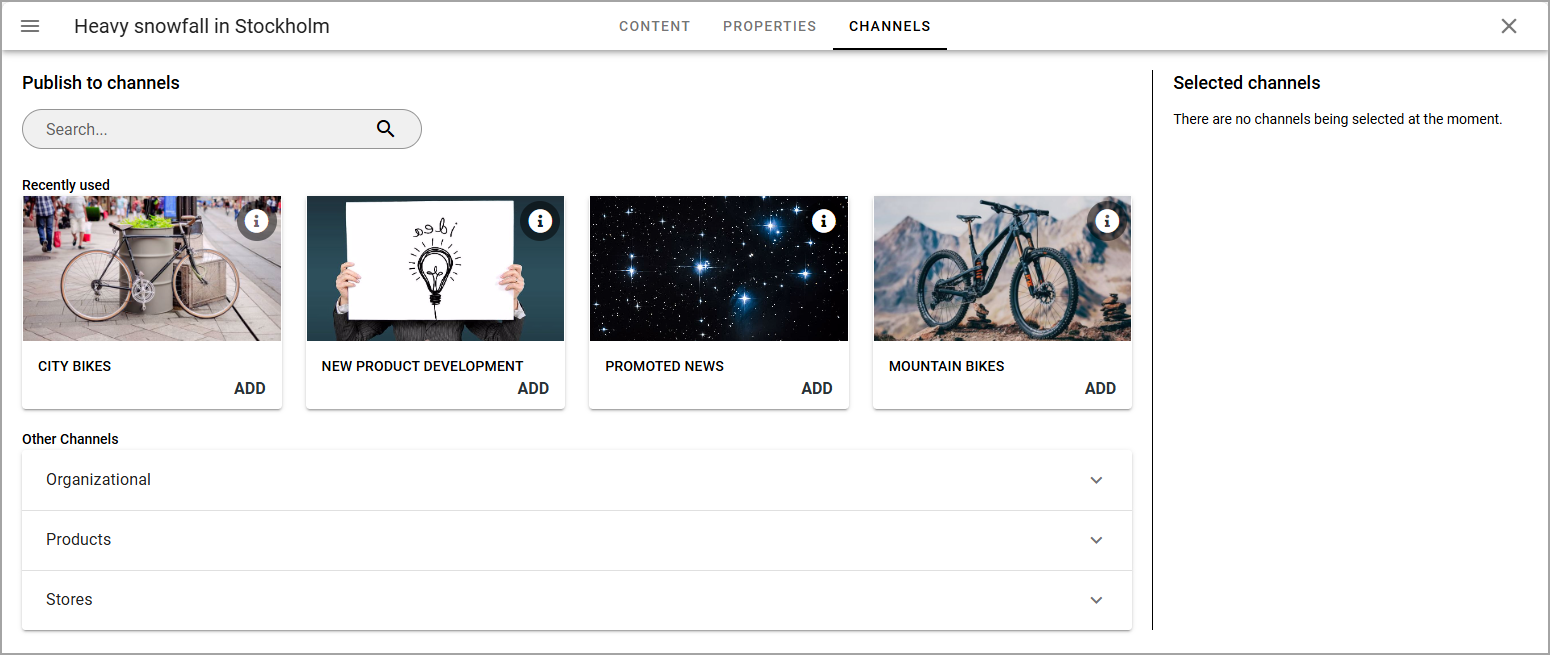 Heavy snowfall in Stockholm
CONTENT PROPERTIES CHANNELS
Publish to channels
Search...
Recently used
idea
CITY BIKES
ADD
NEW PRODUCT DEVELOPMENT
ADD
PROMOTED NEWS
ADD
MOUNTAIN BIKES
ADD
Other Channels
Organizational
Products
Stores
Selected channels
There are no channels being selected at the moment.